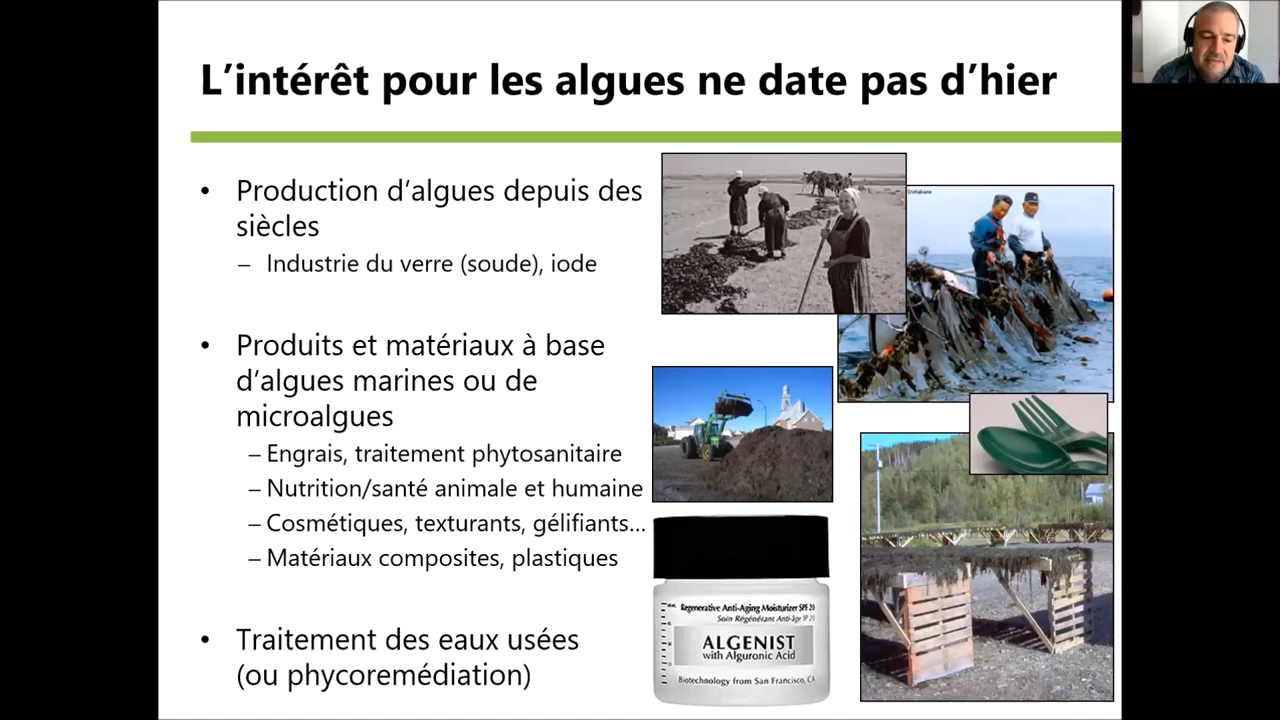 L’intérêt pour les algues ne date pas d’hier
• Production d’algues depuis des
siècles
– Industrie du verre (soude), iode
• Produits et matériaux à base
d’algues marines ou de
microalgues
– Engrais, traitement phytosanitaire
– Nutrition/santé animale et humaine
– Cosmétiques, texturants, gélifiants...
– Matériaux composites, plastiques
• Traitement des eaux usées
(ou phycoremédiation)
Database
Regenerative Anti-Aging Moisturizer SPF 20
Soin Régénérant Anti-âge FP 20
ALGENIST
with Alguronic Acid
Biotechnology from San Francisco, CA